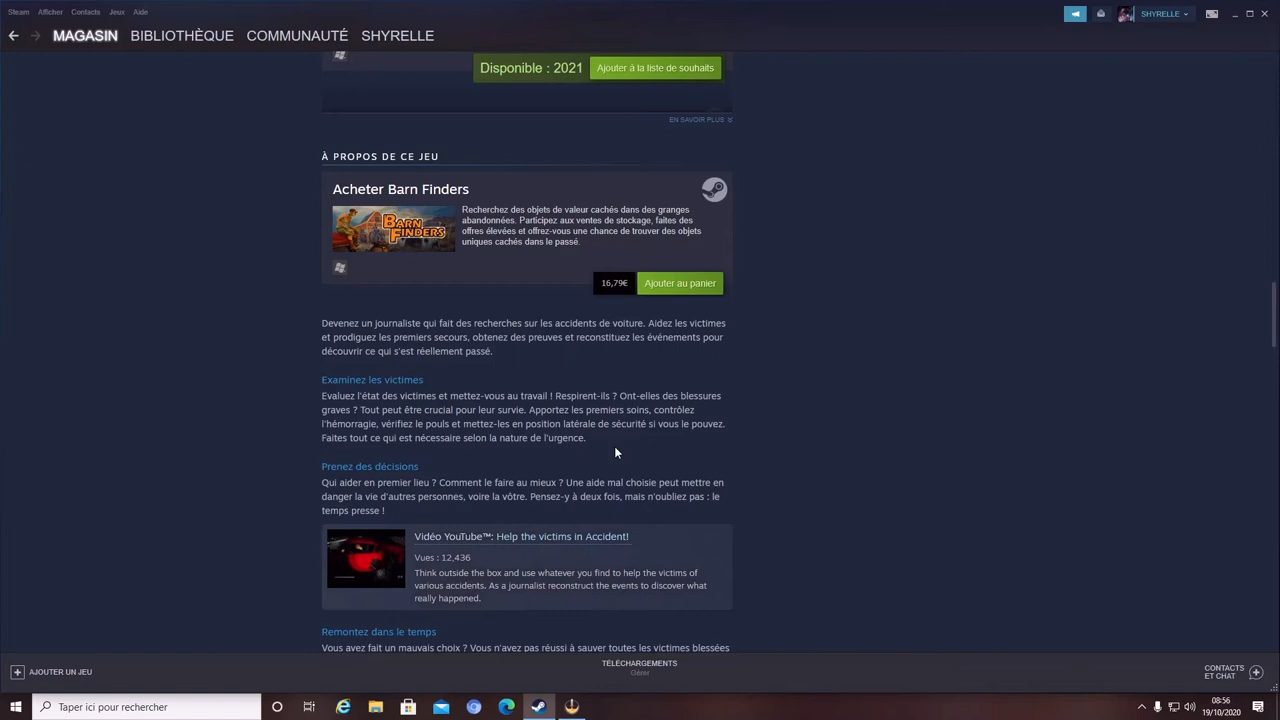 Steam Afficher Contacts Jeux Aide
SHYRELLE
MAGASIN BIBLIOTHÈQUE COMMUNAUTÉ SHYRELLE
Disponible : 2021 Ajouter à la liste de souhaits
EN SAVOIR PLUS
À PROPOS DE CE JEU
Acheter Barn Finders
BARN FINDERS
Recherchez des objets de valeur cachés dans des granges
abandonnées. Participez aux ventes de stockage, faites des
offres élevées et offrez-vous une chance de trouver des objets
uniques cachés dans le passé.
16,79€ Ajouter au panier
Devenez un journaliste qui fait des recherches sur les accidents de voiture. Aidez les victimes
et prodiguez les premiers secours, obtenez des preuves et reconstituez les événements pour
découvrir ce qui s'est réellement passé.
Examinez les victimes
Evaluez l'état des victimes et mettez-vous au travail ! Respirent-ils ? Ont-elles des blessures
graves ? Tout peut être crucial pour leur survie. Apportez les premiers soins, contrôlez
l'hémorragie, vérifiez le pouls et mettez-les en position latérale de sécurité si vous le pouvez.
Faites tout ce qui est nécessaire selon la nature de l'urgence.
Prenez des décisions
Qui aider en premier lieu ? Comment le faire au mieux ? Une aide mal choisie peut mettre en
danger la vie d'autres personnes, voire la vôtre. Pensez-y à deux fois, mais n'oubliez pas : le
temps presse !
Vidéo YouTube™: Help the victims in Accident!
Vues : 12,436
Think outside the box and use whatever you find to help the victims of
various accidents. As a journalist reconstruct the events to discover what
really happened.
Remontez dans le temps
Vous avez fait un mauvais choix ? Vous n'avez pas réussi à sauver toutes les victimes blessées
AJOUTER UN JEU
TÉLÉCHARGEMENTS
Gérer
CONTACTS
ET CHAT
Taper ici pour rechercher
08:56
19/10/2020